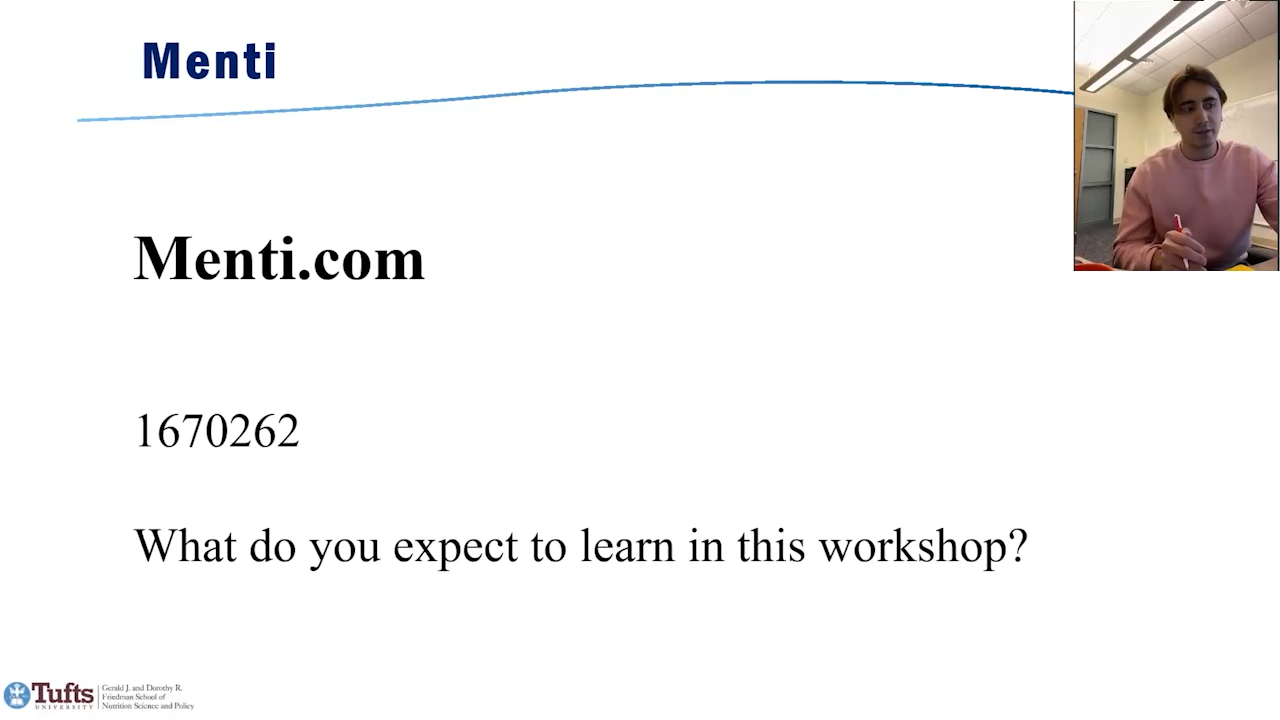 Menti
Menti.com
1670262
What do you expect to learn in this workshop?
Tufts
UNIVERSITY
Gerald J. and Dorothy R.
Friedman School of
Nutrition Science and Policy